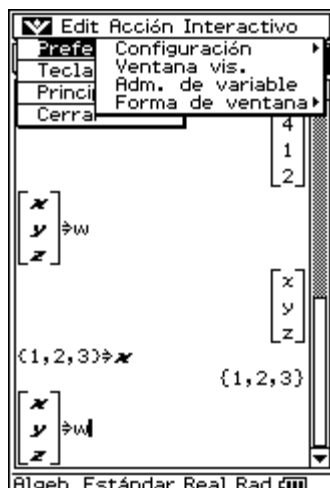 Edit Acción Interactivo
Prefe Configuración
Tecla Ventana vis.
Princi Adm. de variable
Cerrar Forma de ventana
4
1
2
x
y ⇒w
z
x
y
z
{1,2,3}⇒x
{1,2,3}
x
y ⇒w
z
Algeb Estándar Real Rad